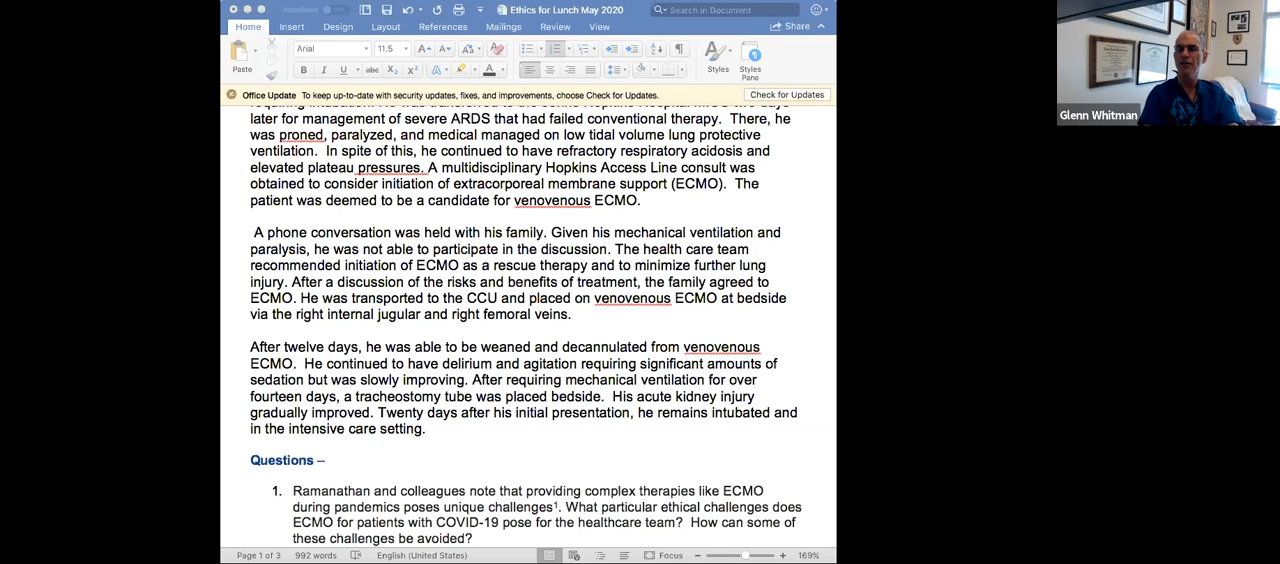 AutoSave
Ethics for Lunch May 2020
Search in Document
Home
Insert
Design
Layout
References
Mailings
Review
View
Share
Paste
Arial
11.5
Styles
Styles Pane
Office Update To keep up-to-date with security updates, fixes, and improvements, choose Check for Updates.
Check for Updates
later for management of severe ARDS that had failed conventional therapy. There, he
was proned, paralyzed, and medical managed on low tidal volume lung protective
ventilation. In spite of this, he continued to have refractory respiratory acidosis and
elevated plateau pressures. A multidisciplinary Hopkins Access Line consult was
obtained to consider initiation of extracorporeal membrane support (ECMO). The
patient was deemed to be a candidate for venovenous ECMO.
A phone conversation was held with his family. Given his mechanical ventilation and
paralysis, he was not able to participate in the discussion. The health care team
recommended initiation of ECMO as a rescue therapy and to minimize further lung
injury. After a discussion of the risks and benefits of treatment, the family agreed to
ECMO. He was transported to the CCU and placed on venovenous ECMO at bedside
via the right internal jugular and right femoral veins.
After twelve days, he was able to be weaned and decannulated from venovenous
ECMO. He continued to have delirium and agitation requiring significant amounts of
sedation but was slowly improving. After requiring mechanical ventilation for over
fourteen days, a tracheostomy tube was placed bedside. His acute kidney injury
gradually improved. Twenty days after his initial presentation, he remains intubated and
in the intensive care setting.
Questions –
1. Ramanathan and colleagues note that providing complex therapies like ECMO
during pandemics poses unique challenges¹. What particular ethical challenges does
ECMO for patients with COVID-19 pose for the healthcare team? How can some of
these challenges be avoided?
Page 1 of 3
992 words
English (United States)
Focus
169%
Glenn Whitman